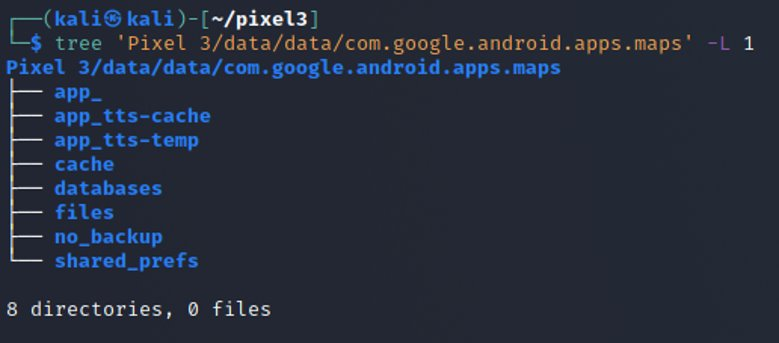 ┌──(kali㉿kali)-[~/pixel3]
└─$ tree 'Pixel 3/data/data/com.google.android.apps.maps' -L 1
Pixel 3/data/data/com.google.android.apps.maps
├── app_
├── app_tts-cache
├── app_tts-temp
├── cache
├── databases
├── files
├── no_backup
└── shared_prefs
8 directories, 0 files